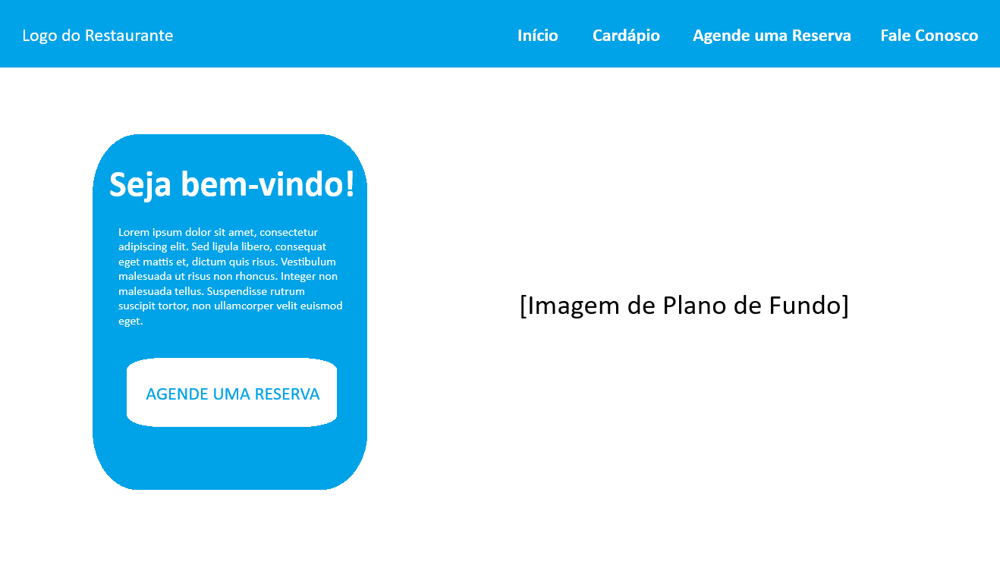 Logo do Restaurante
Início Cardápio Agende uma Reserva Fale Conosco
Seja bem-vindo!
Lorem ipsum dolor sit amet, consectetur
adipiscing elit. Sed ligula libero, consequat
eget mattis et, dictum quis risus. Vestibulum
malesuada ut risus non rhoncus. Integer non
malesuada tellus. Suspendisse rutrum
suscipit tortor, non ullamcorper velit euismod
eget.
AGENDE UMA RESERVA
[Imagem de Plano de Fundo]